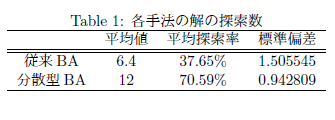 Table 1: 各手法の解の探索数
平均値 平均探索率 標準偏差
従来 BA 6.4 37.65% 1.505545
分散型 BA 12 70.59% 0.942809